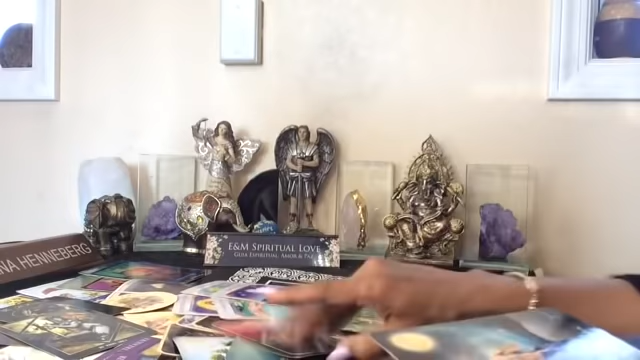 NA HENNEBERG
E&M SPIRITUAL LOVE
GUIA ESPIRITUAL, AMOR & PAZ